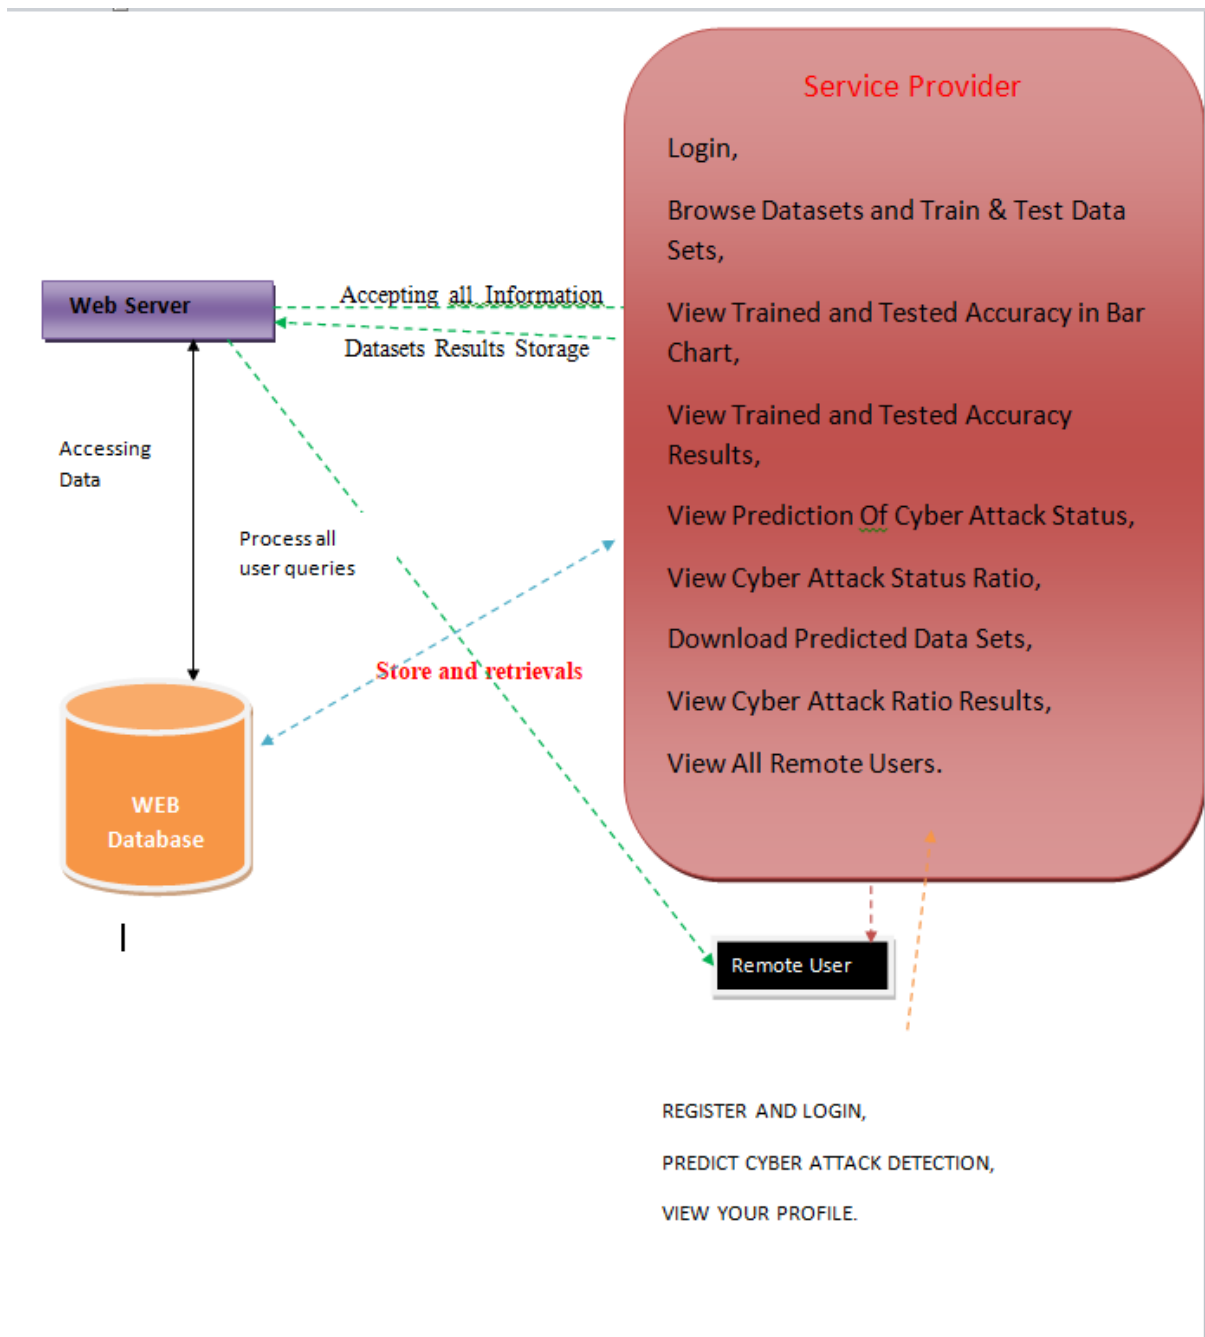 Service Provider
Login,
Browse Datasets and Train & Test Data
Sets,
View Trained and Tested Accuracy in Bar
Chart,
View Trained and Tested Accuracy
Results,
View Prediction Of Cyber Attack Status,
View Cyber Attack Status Ratio,
Download Predicted Data Sets,
View Cyber Attack Ratio Results,
View All Remote Users.
Web Server
Accepting all Information
Datasets Results Storage
Accessing
Data
Process all
user queries
Store and retrievals
WEB
Database
Remote User
REGISTER AND LOGIN,
PREDICT CYBER ATTACK DETECTION,
VIEW YOUR PROFILE.